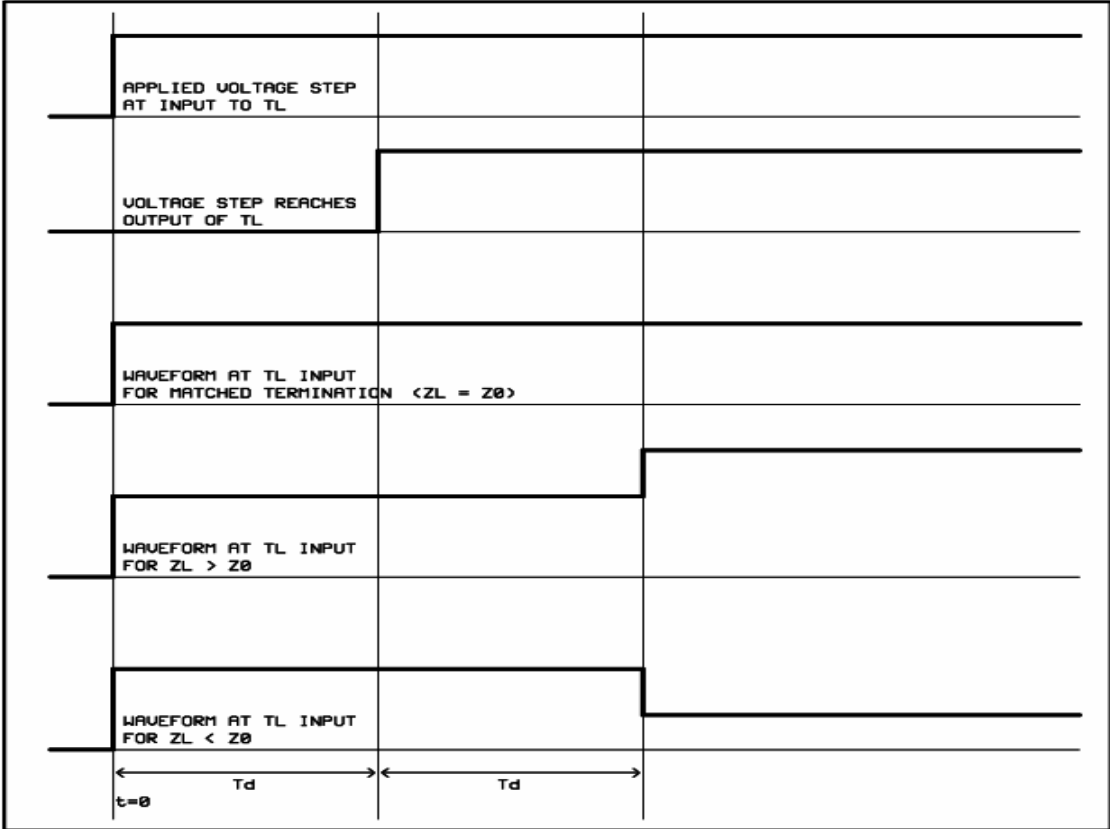 APPLIED VOLTAGE STEP
AT INPUT TO TL
VOLTAGE STEP REACHES
OUTPUT OF TL
WAVEFORM AT TL INPUT
FOR MATCHED TERMINATION (ZL = Z0)
WAVEFORM AT TL INPUT
FOR ZL > Z0
WAVEFORM AT TL INPUT
FOR ZL < Z0
Td
Td
t=0